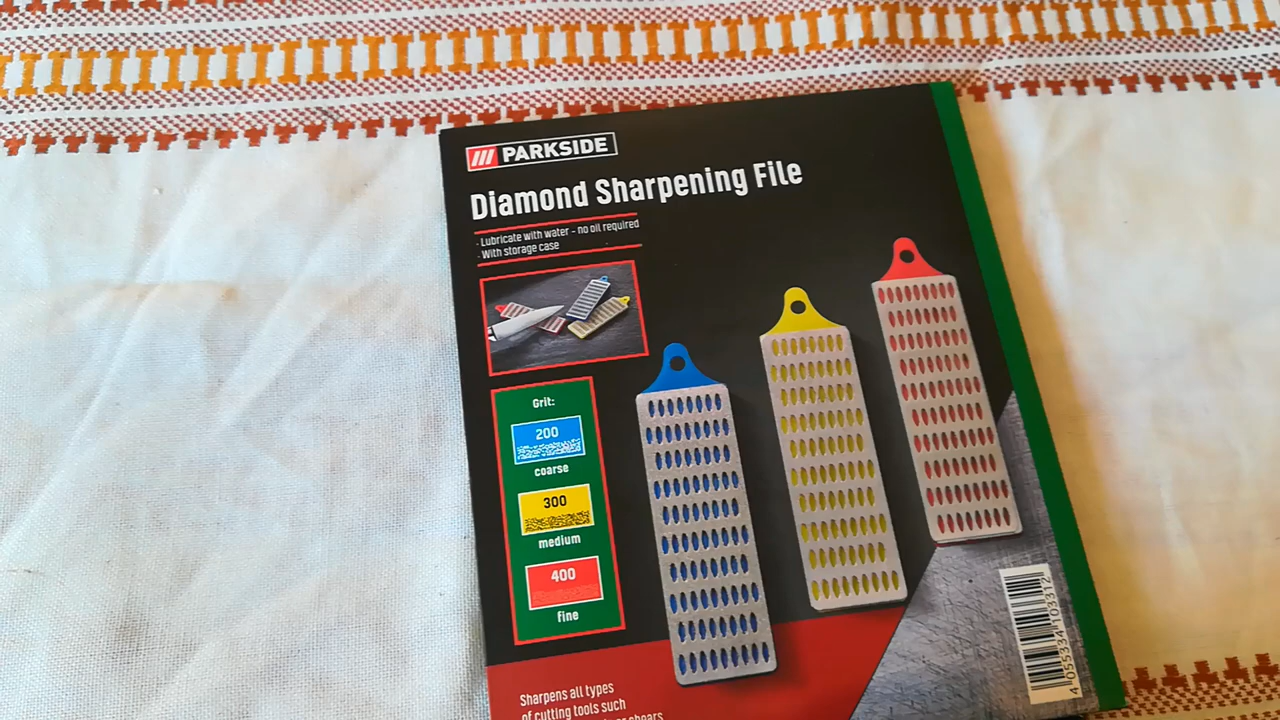 PARKSIDE
Diamond Sharpening File
· Lubricate with water - no oil required
· With storage case
Grit:
200
coarse
300
medium
400
fine
Sharpens all types
of cutting tools such
shears
4 055334 103312